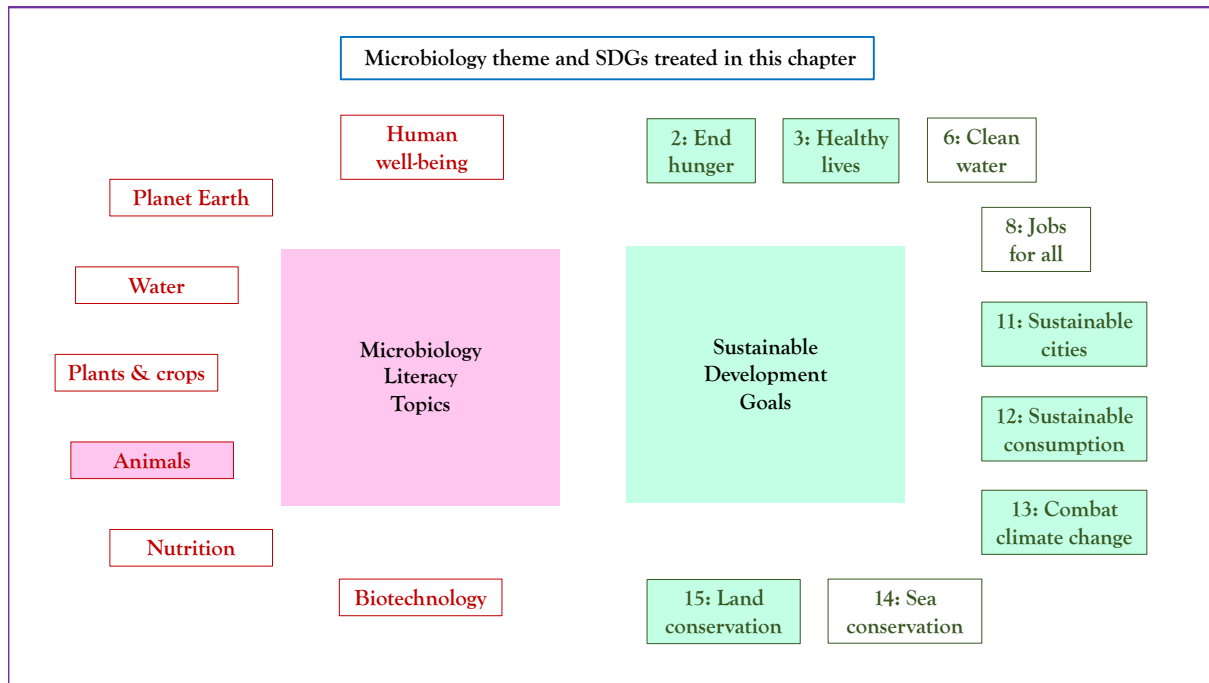 Microbiology theme and SDGs treated in this chapter
Human
well-being
Planet Earth
Water
Plants & crops
Animals
Nutrition
Biotechnology
Microbiology
Literacy
Topics
Sustainable
Development
Goals
2: End
hunger
3: Healthy
lives
6: Clean
water
8: Jobs
for all
11: Sustainable
cities
12: Sustainable
consumption
13: Combat
climate change
14: Sea
conservation
15: Land
conservation